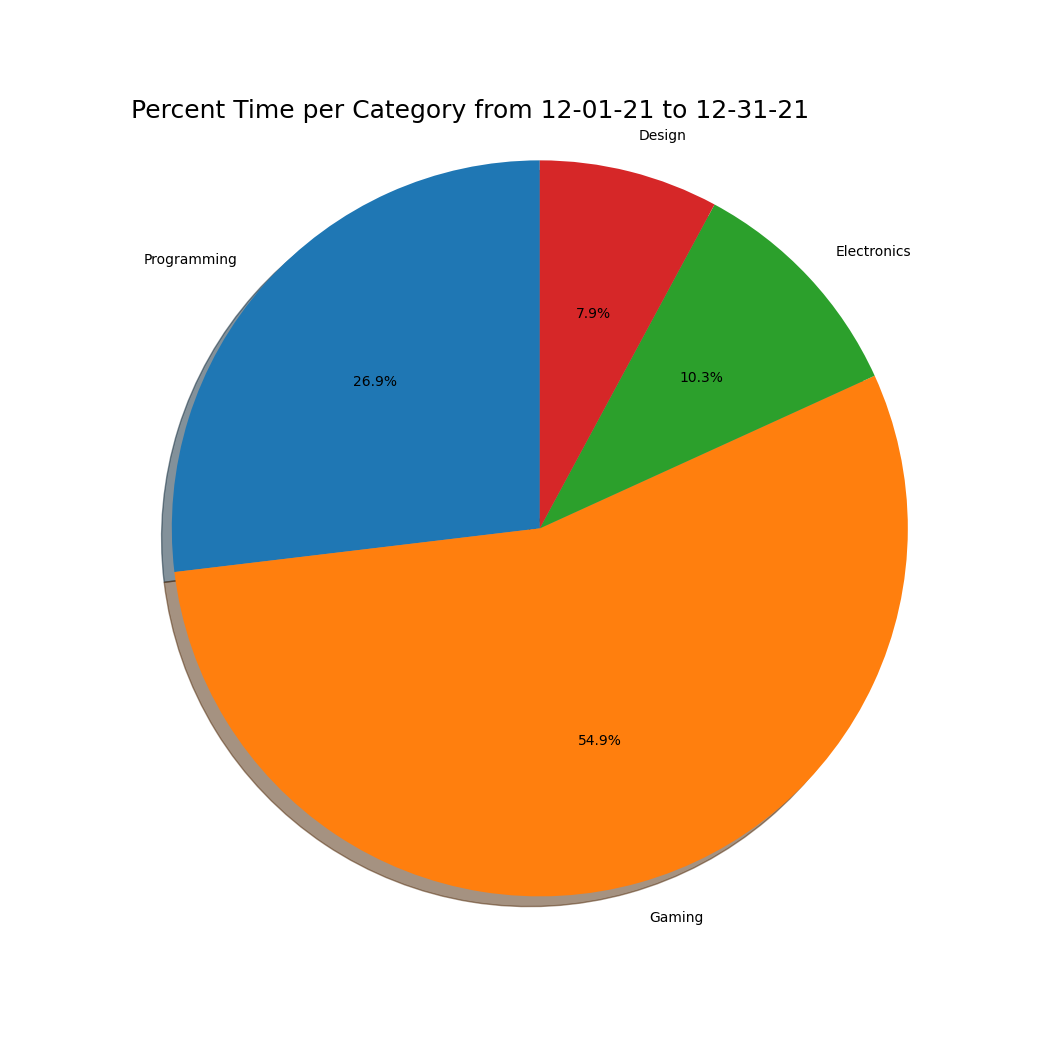 Percent Time per Category from 12-01-21 to 12-31-21
Design
Programming
Electronics
7.9%
26.9%
10.3%
54.9%
Gaming